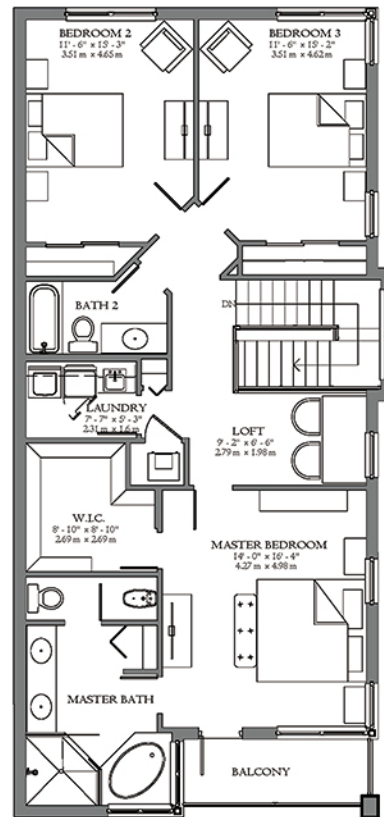 BEDROOM 2
11' - 6" x 15' - 3"
3.51 m x 4.65 m
BEDROOM 3
11' - 6" x 15' - 2"
3.51 m x 4.62 m
BATH 2
DN
LAUNDRY
7' - 7" x 5' - 3"
2.31 m x 1.6 m
LOFT
9' - 2" x 6' - 6"
2.79 m x 1.98 m
W.I.C.
8' - 10" x 8' - 10"
2.69 m x 2.69 m
MASTER BEDROOM
14' - 0" x 16' - 4"
4.27 m x 4.98 m
MASTER BATH
BALCONY